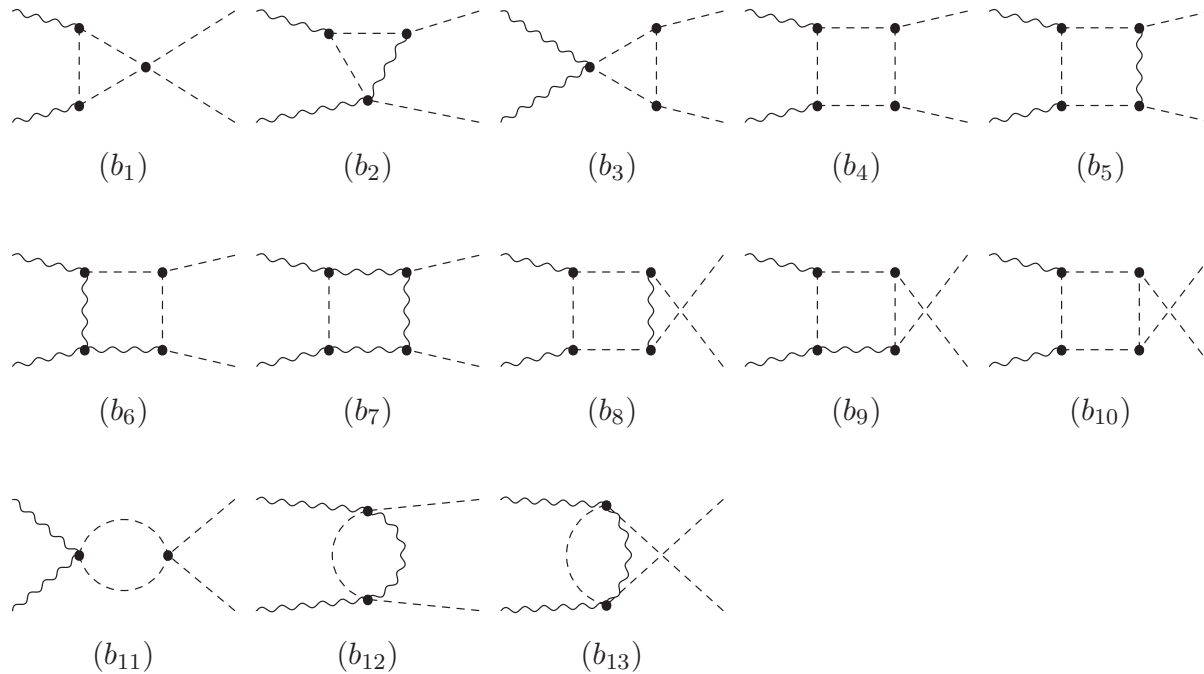 (b₁) (b₂) (b₃) (b₄) (b₅)
(b₆) (b₇) (b₈) (b₉) (b₁₀)
(b₁₁) (b₁₂) (b₁₃)